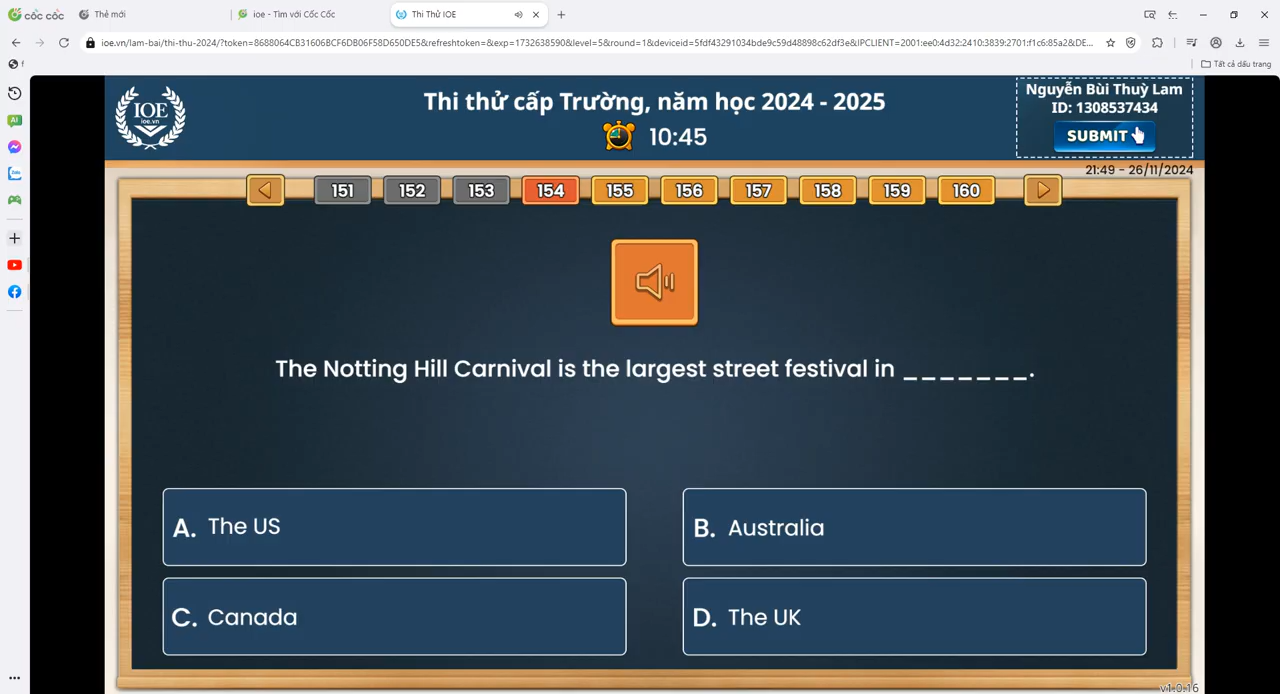 cốc cốc
Thẻ mới
ioe - Tìm với Cốc Cốc
Thi Thử IOE
ioe.vn/lam-bai/thi-thu-2024/?token=8688064CB31606BCF6DB06F58D650DE5&refreshtoken=&exp=1732638590&level=5&round=1&deviceid=5fdf43291034bde9c59d48898c62df3e&IPCLIENT=2001:ee0:4d32:2410:3839:2701:f1c6:85a2&DE...
f
Tất cả dấu trang
AI
Zalo
IOE
ioe.vn
Thi thử cấp Trường, năm học 2024 - 2025
10:45
Nguyễn Bùi Thuỳ Lam
ID: 1308537434
SUBMIT
21:49 - 26/11/2024
151 152 153 154 155 156 157 158 159 160
The Notting Hill Carnival is the largest street festival in _______.
A. The US
B. Australia
C. Canada
D. The UK
v1.0.16